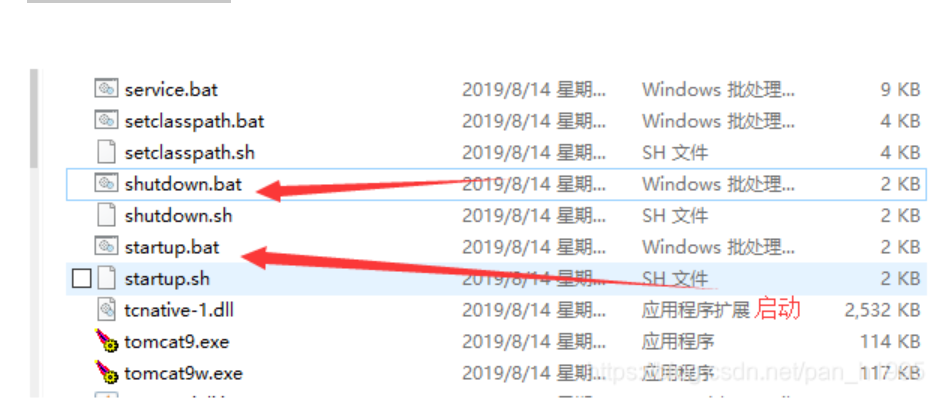 service.bat 2019/8/14 星期... Windows 批处理... 9 KB
setclasspath.bat 2019/8/14 星期... Windows 批处理... 4 KB
setclasspath.sh 2019/8/14 星期... SH 文件 4 KB
shutdown.bat 2019/8/14 星期... Windows 批处理... 2 KB
shutdown.sh 2019/8/14 星期... SH 文件 2 KB
startup.bat 2019/8/14 星期... Windows 批处理... 2 KB
startup.sh 2019/8/14 星期... SH 文件 2 KB
tcnative-1.dll 2019/8/14 星期... 应用程序扩展 启动 2,532 KB
tomcat9.exe 2019/8/14 星期... 应用程序 114 KB
tomcat9w.exe 2019/8/14 星期... 应用程序 117 KB